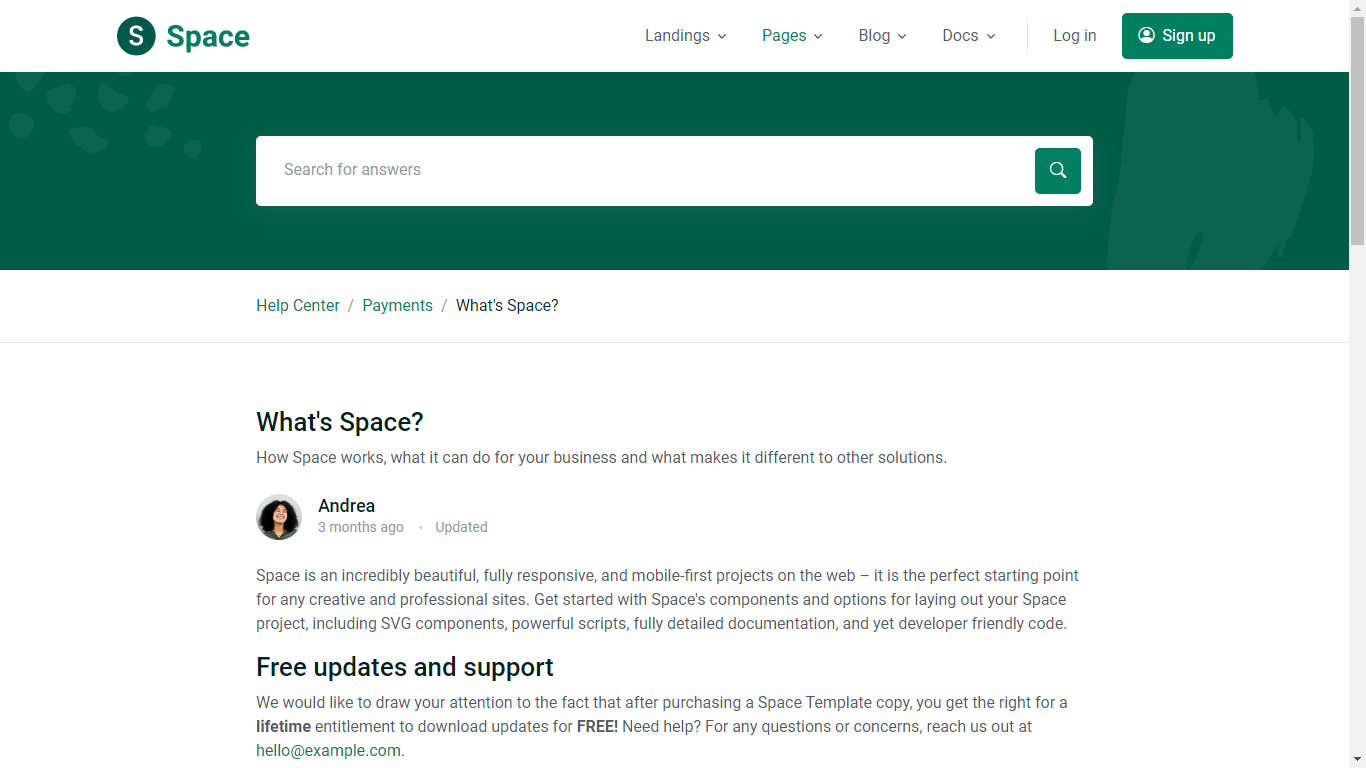 S Space
Landings Pages Blog Docs Log in Sign up
Search for answers
Help Center / Payments / What's Space?
What's Space?
How Space works, what it can do for your business and what makes it different to other solutions.
Andrea
3 months ago • Updated
Space is an incredibly beautiful, fully responsive, and mobile-first projects on the web – it is the perfect starting point
for any creative and professional sites. Get started with Space's components and options for laying out your Space
project, including SVG components, powerful scripts, fully detailed documentation, and yet developer friendly code.
Free updates and support
We would like to draw your attention to the fact that after purchasing a Space Template copy, you get the right for a
lifetime entitlement to download updates for FREE! Need help? For any questions or concerns, reach us out at
hello@example.com.